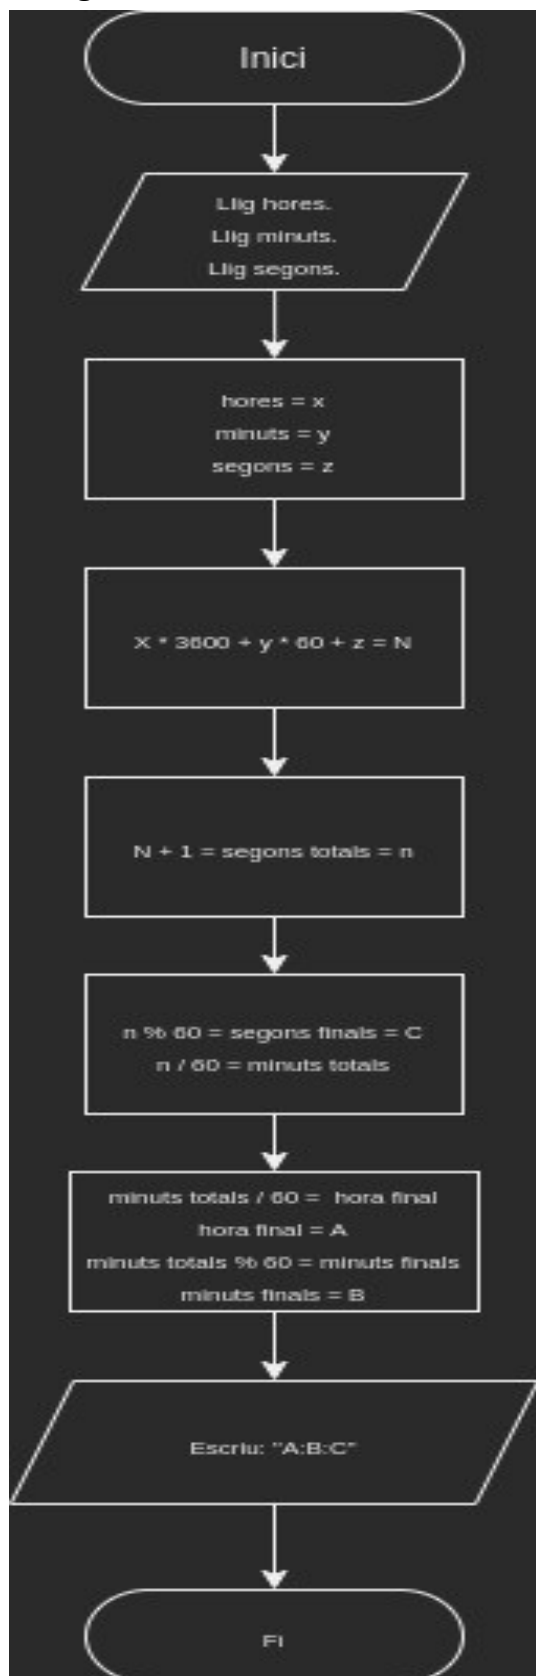 Inici
Llig hores.
Llig minuts.
Llig segons.
hores = x
minuts = y
segons = z
X * 3600 + y * 60 + z = N
N + 1 = segons totals = n
n % 60 = segons finals = C
n / 60 = minuts totals
minuts totals / 60 = hora final
hora final = A
minuts totals % 60 = minuts finals
minuts finals = B
Escriu: "A:B:C"
Fi